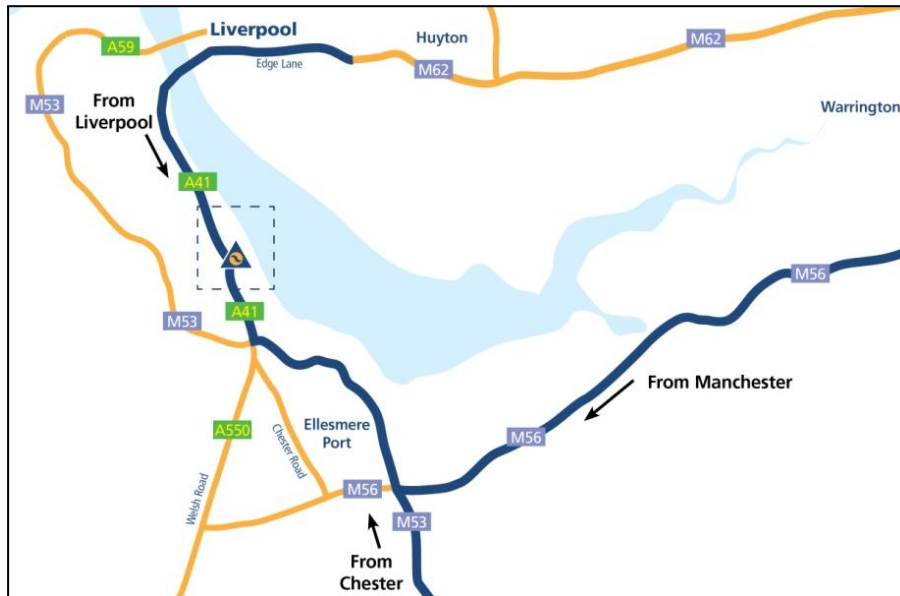 Liverpool
A59
Edge Lane
Huyton
M62
M62
Warrington
M53
From
Liverpool
A41
M56
A41
M53
From Manchester
Ellesmere
Port
A550
Chester Road
M56
Welsh Road
M56
M53
From
Chester